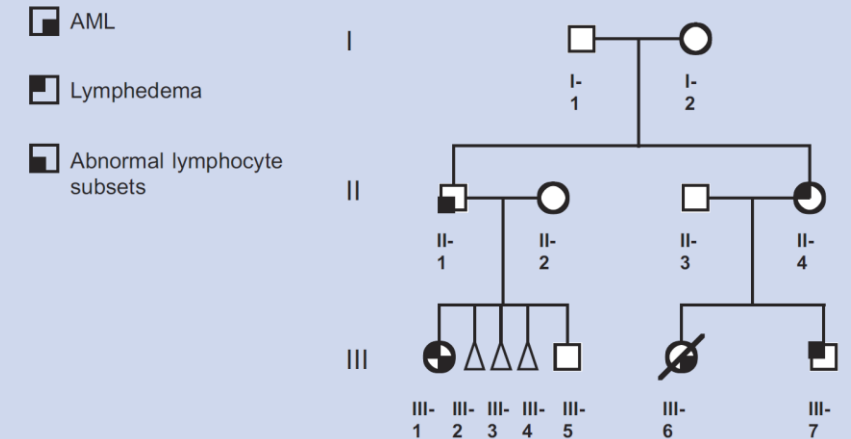 AML
Lymphedema
Abnormal lymphocyte
subsets
I
I-
1
I-
2
II
II-
1
II-
2
II-
3
II-
4
III
III-
1
III-
2
III-
3
III-
4
III-
5
III-
6
III-
7